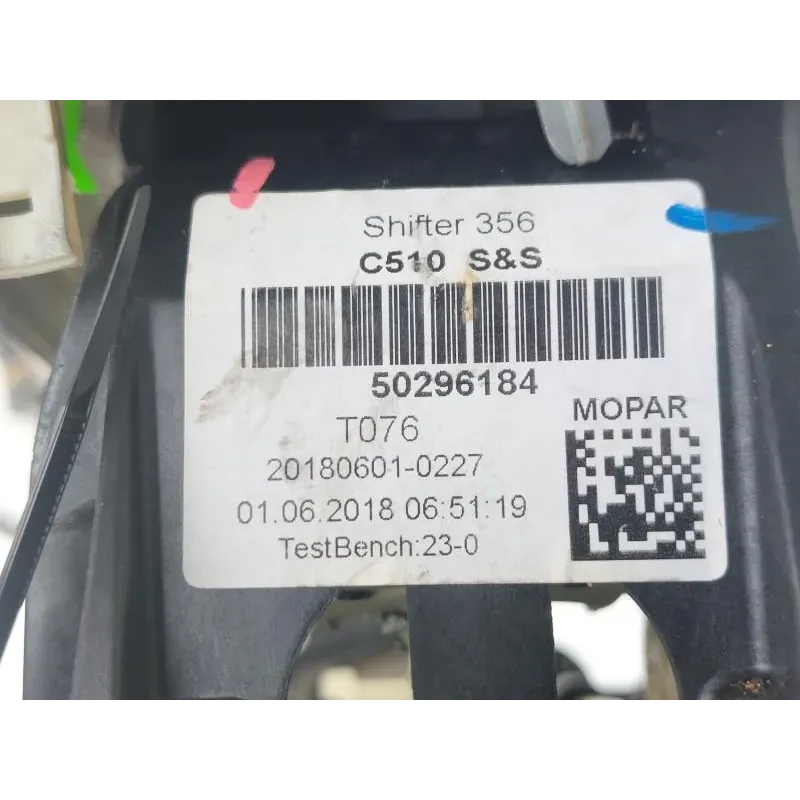 Shifter 356
C510 S&S
50296184
T076
MOPAR
20180601-0227
01.06.2018 06:51:19
TestBench:23-0